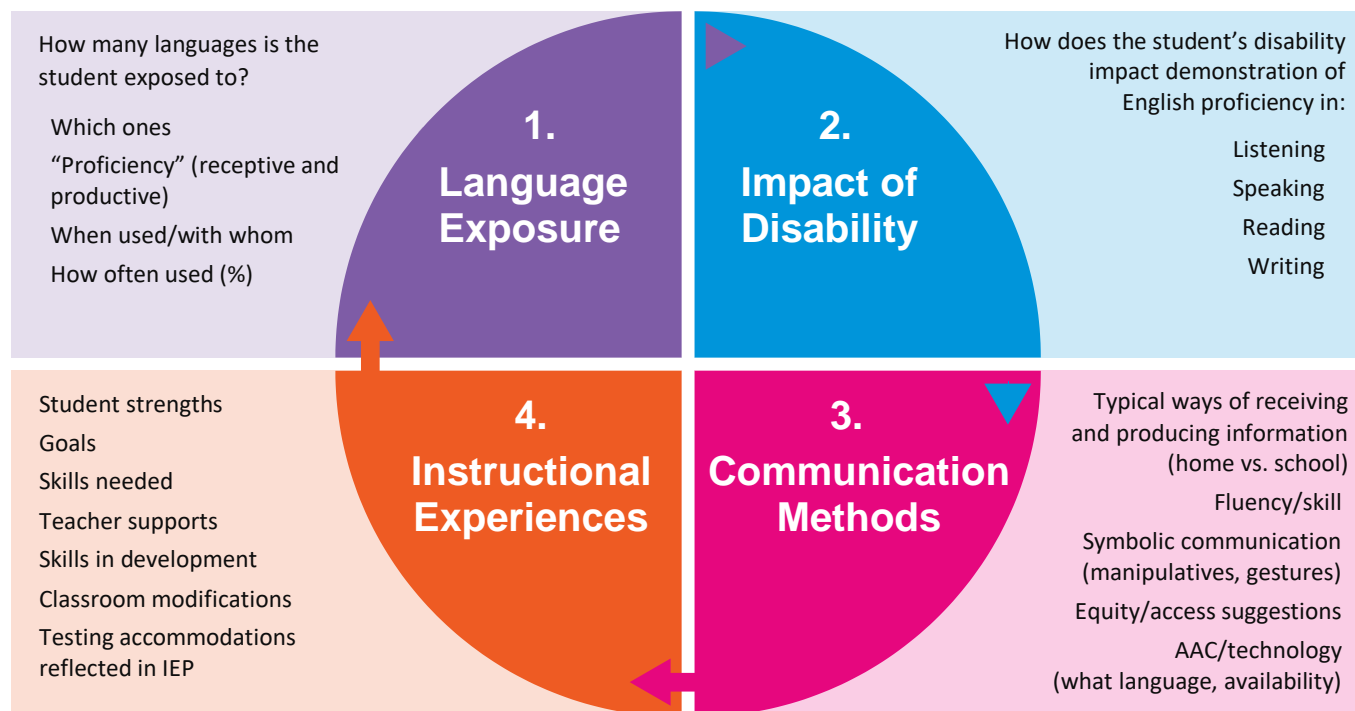 How many languages is the
student exposed to?
Which ones
“Proficiency” (receptive and
productive)
When used/with whom
How often used (%)
1.
Language
Exposure
2.
Impact of
Disability
How does the student’s disability
impact demonstration of
English proficiency in:
Listening
Speaking
Reading
Writing
Student strengths
Goals
Skills needed
Teacher supports
Skills in development
Classroom modifications
Testing accommodations
reflected in IEP
4.
Instructional
Experiences
3.
Communication
Methods
Typical ways of receiving
and producing information
(home vs. school)
Fluency/skill
Symbolic communication
(manipulatives, gestures)
Equity/access suggestions
AAC/technology
(what language, availability)